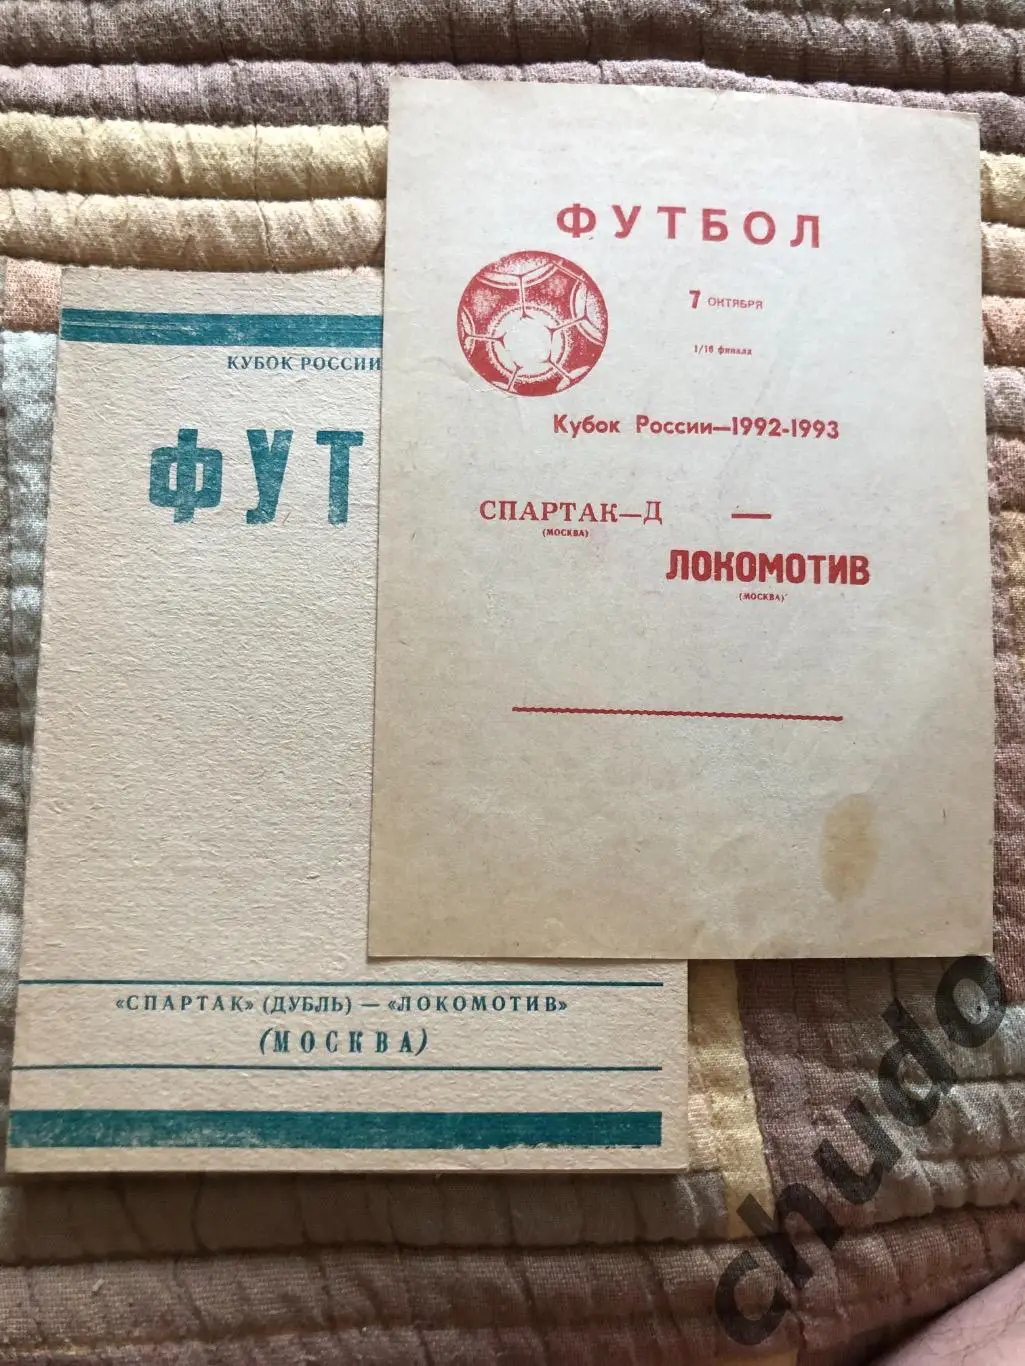 КУБОК РОССИИ
ФУТ
«СПАРТАК» (ДУБЛЬ) — «ЛОКОМОТИВ»
(МОСКВА)
ФУТБОЛ
7 ОКТЯБРЯ
1/16 финала
Кубок России—1992-1993
СПАРТАК—Д —
(МОСКВА)
ЛОКОМОТИВ
(МОСКВА)
chudo